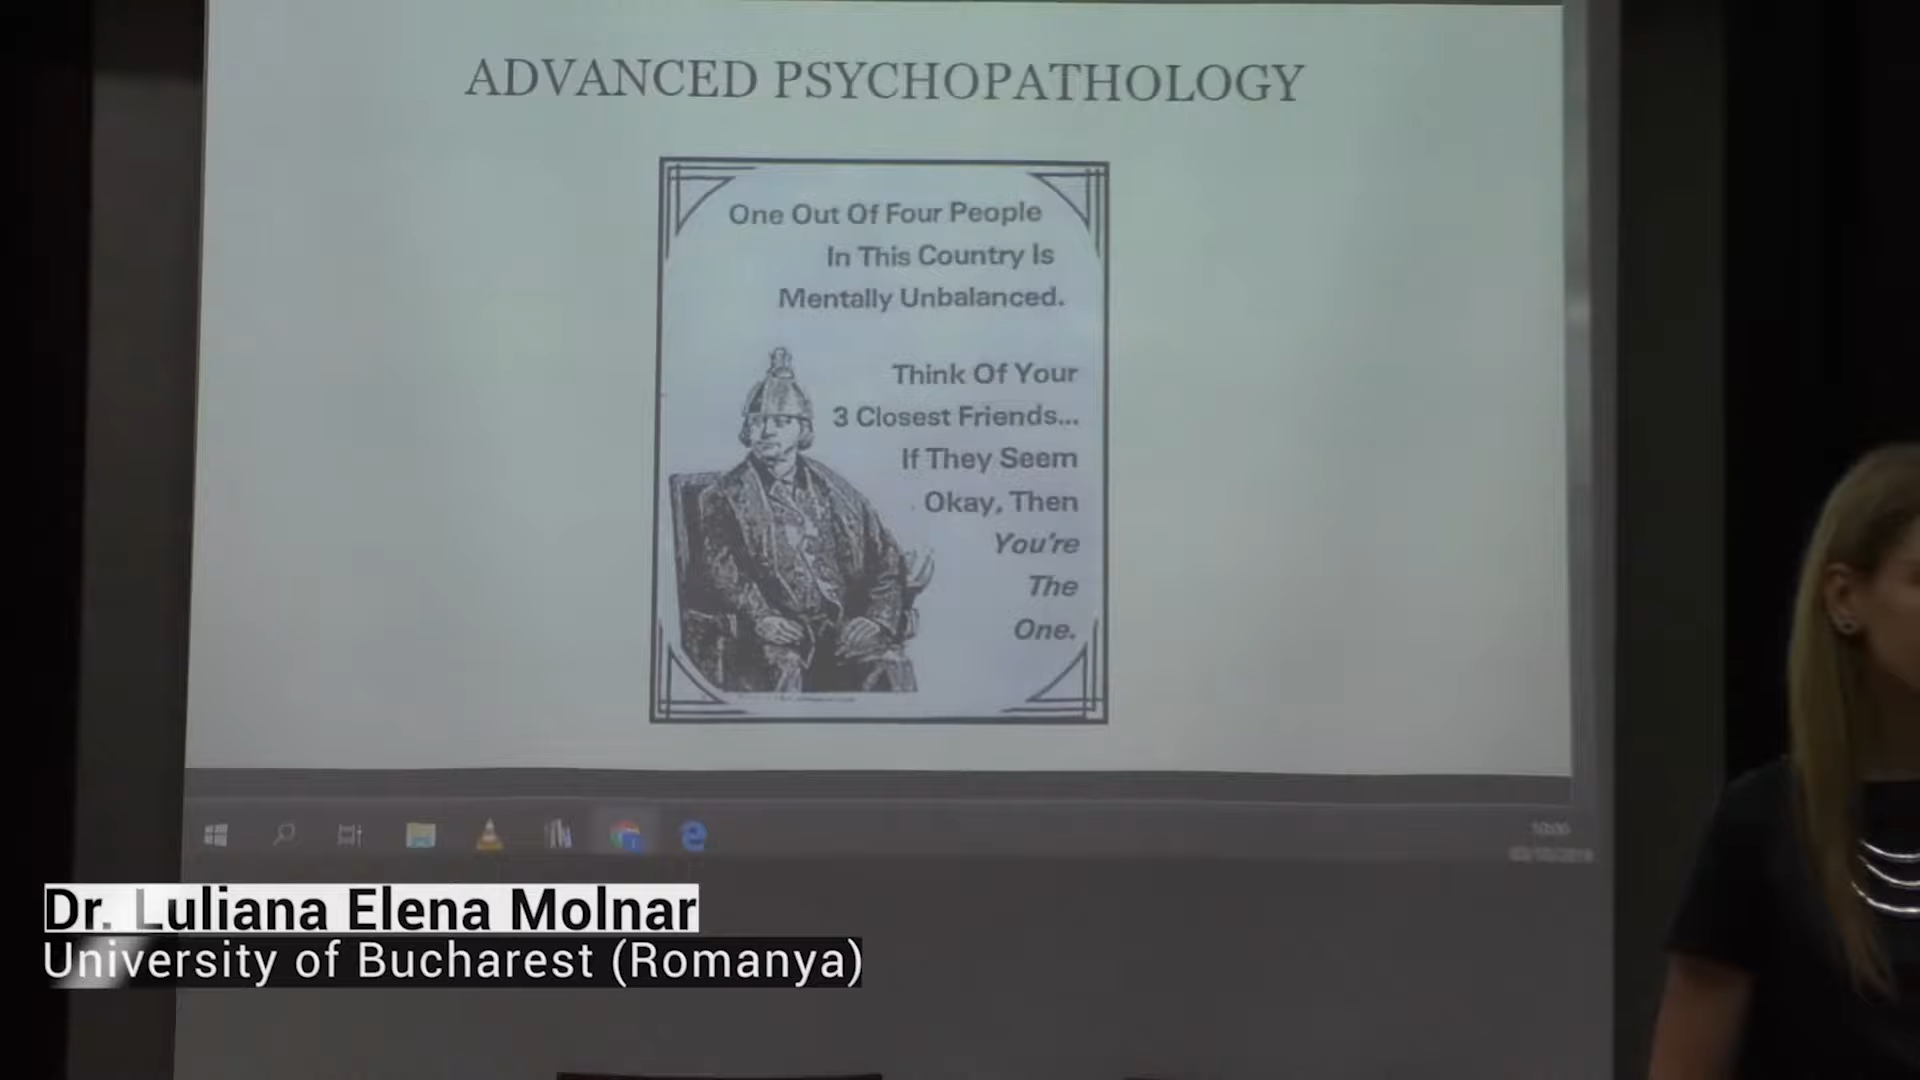 ADVANCED PSYCHOPATHOLOGY
One Out Of Four People
In This Country Is
Mentally Unbalanced.
Think Of Your
3 Closest Friends...
If They Seem
Okay, Then
You're
The
One.
Dr. Luliana Elena Molnar
University of Bucharest (Romanya)